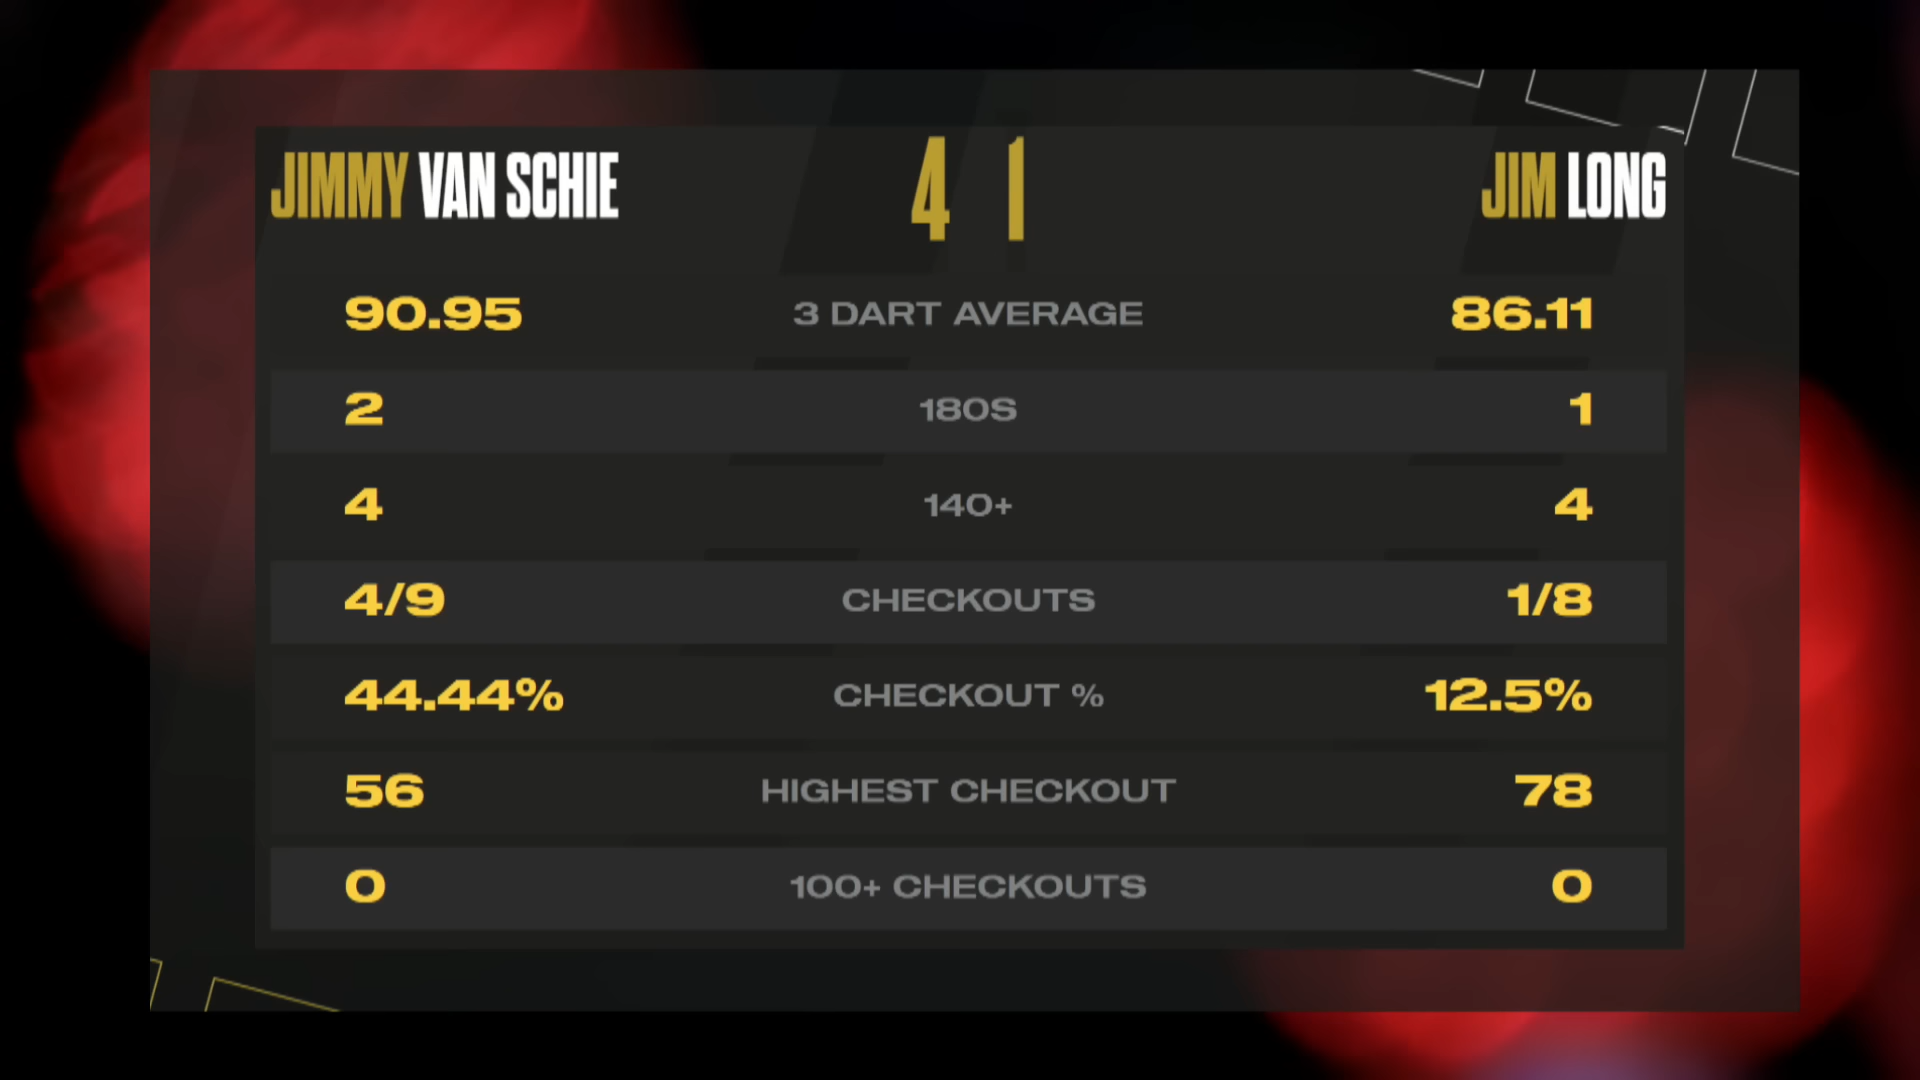 JIMMY VAN SCHIE 4 1 JIM LONG
90.95 3 DART AVERAGE 86.11
2 180S 1
4 140+ 4
4/9 CHECKOUTS 1/8
44.44% CHECKOUT % 12.5%
56 HIGHEST CHECKOUT 78
0 100+ CHECKOUTS 0